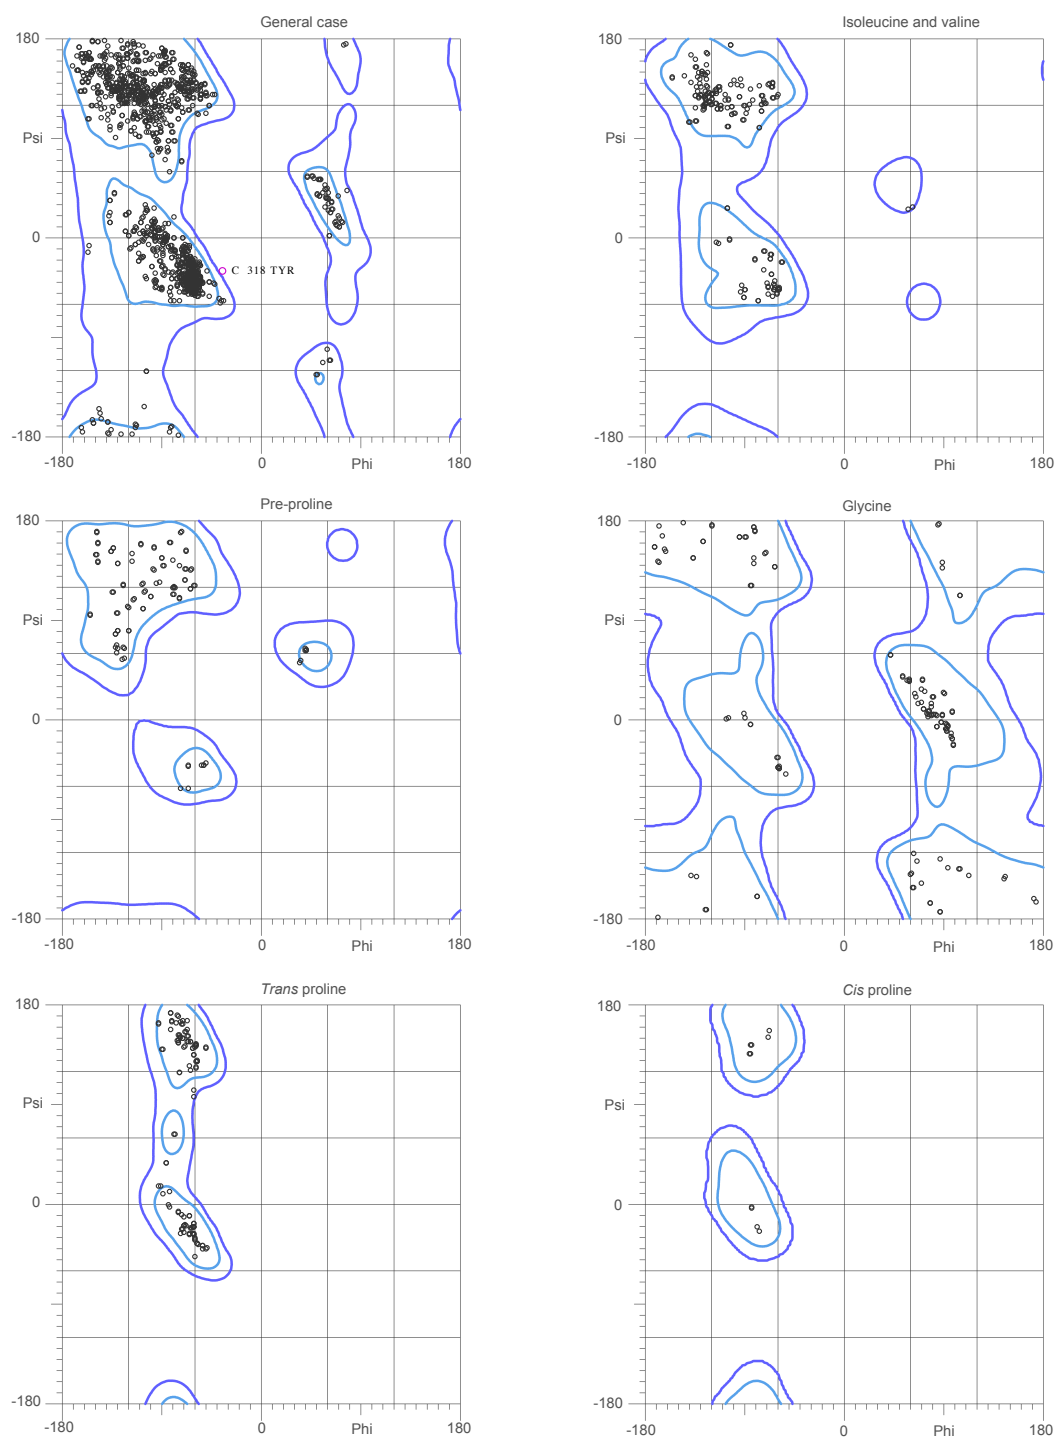 General case
180
Psi
0
C 318 TYR
-180
-180
0
Phi
180
Isoleucine and valine
180
Psi
0
-180
-180
0
Phi
180
Pre-proline
180
Psi
0
-180
-180
0
Phi
180
Glycine
180
Psi
0
-180
-180
0
Phi
180
Trans proline
180
Psi
0
-180
-180
0
Phi
180
Cis proline
180
Psi
0
-180
-180
0
Phi
180